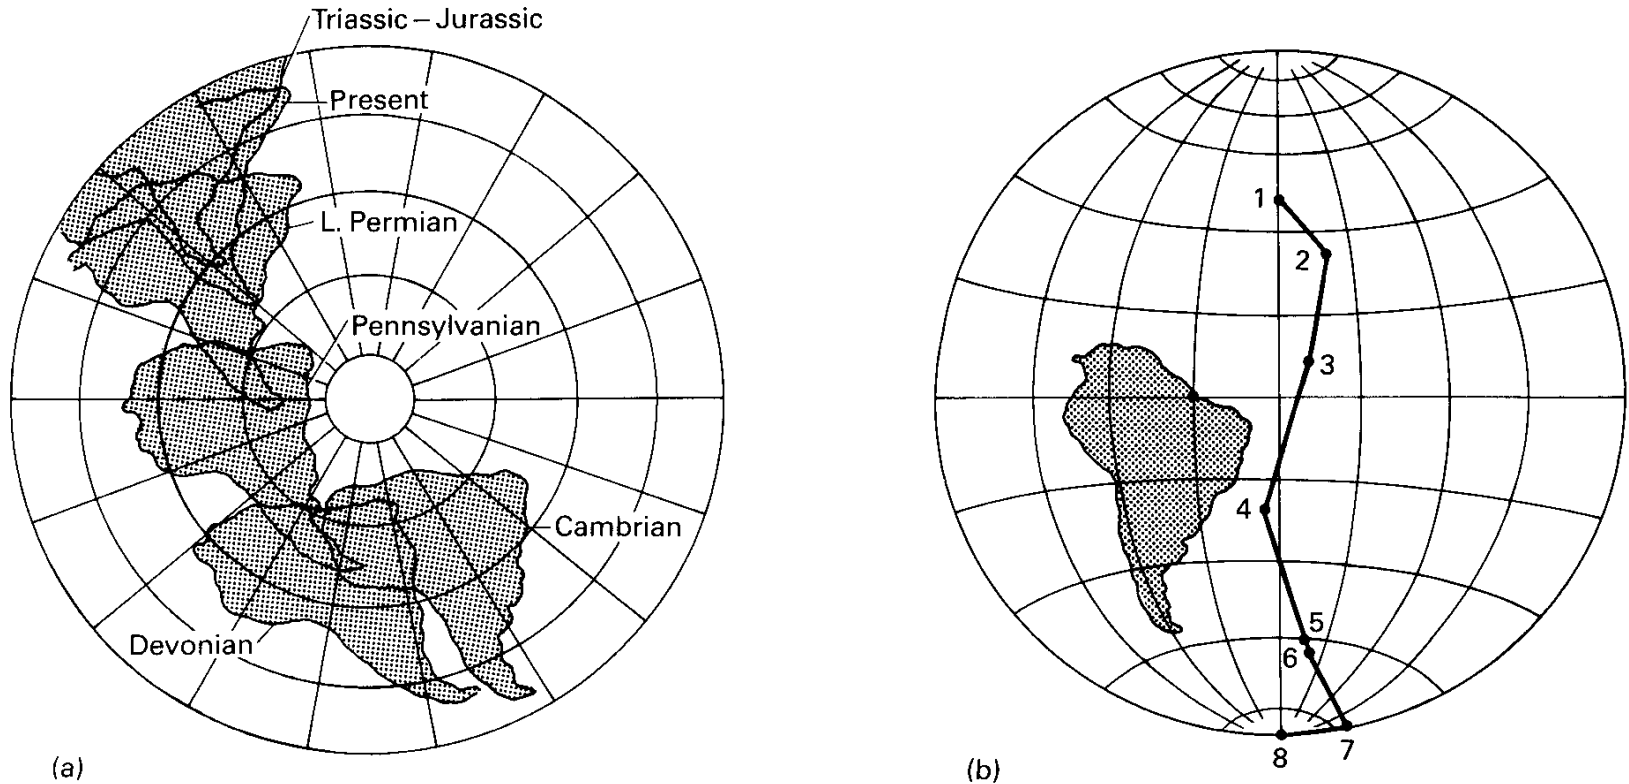 Triassic – Jurassic
Present
L. Permian
Pennsylvanian
Cambrian
Devonian
(a)
1
2
3
4
5
6
7
8
(b)